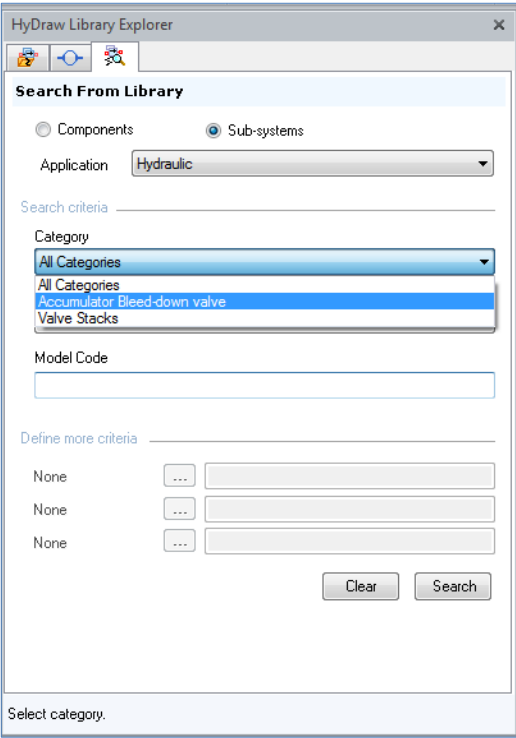 HyDraw Library Explorer
Search From Library
Components
Sub-systems
Application
Hydraulic
Search criteria
Category
All Categories
All Categories
Accumulator Bleed-down valve
Valve Stacks
Model Code
Define more criteria
None
...
None
...
None
...
Clear
Search
Select category.